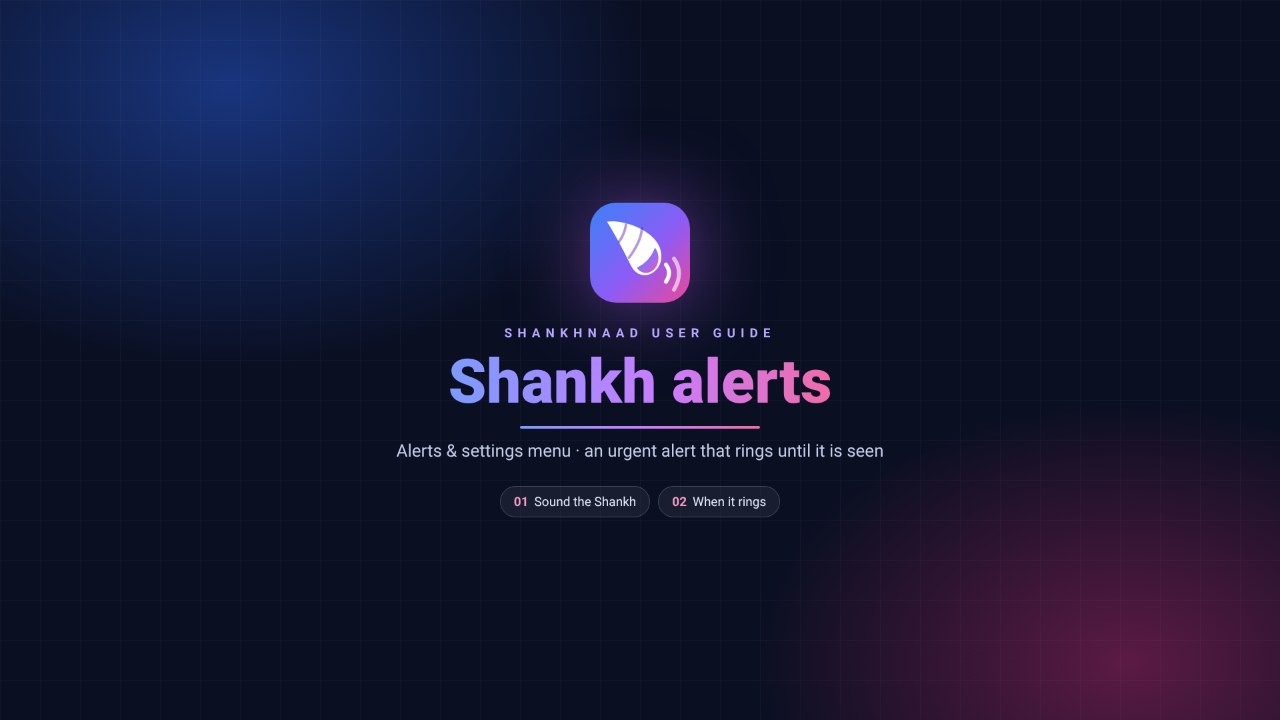 SHANKHNAAD USER GUIDE
Shankh alerts
Alerts & settings menu · an urgent alert that rings until it is seen
01 Sound the Shankh
02 When it rings